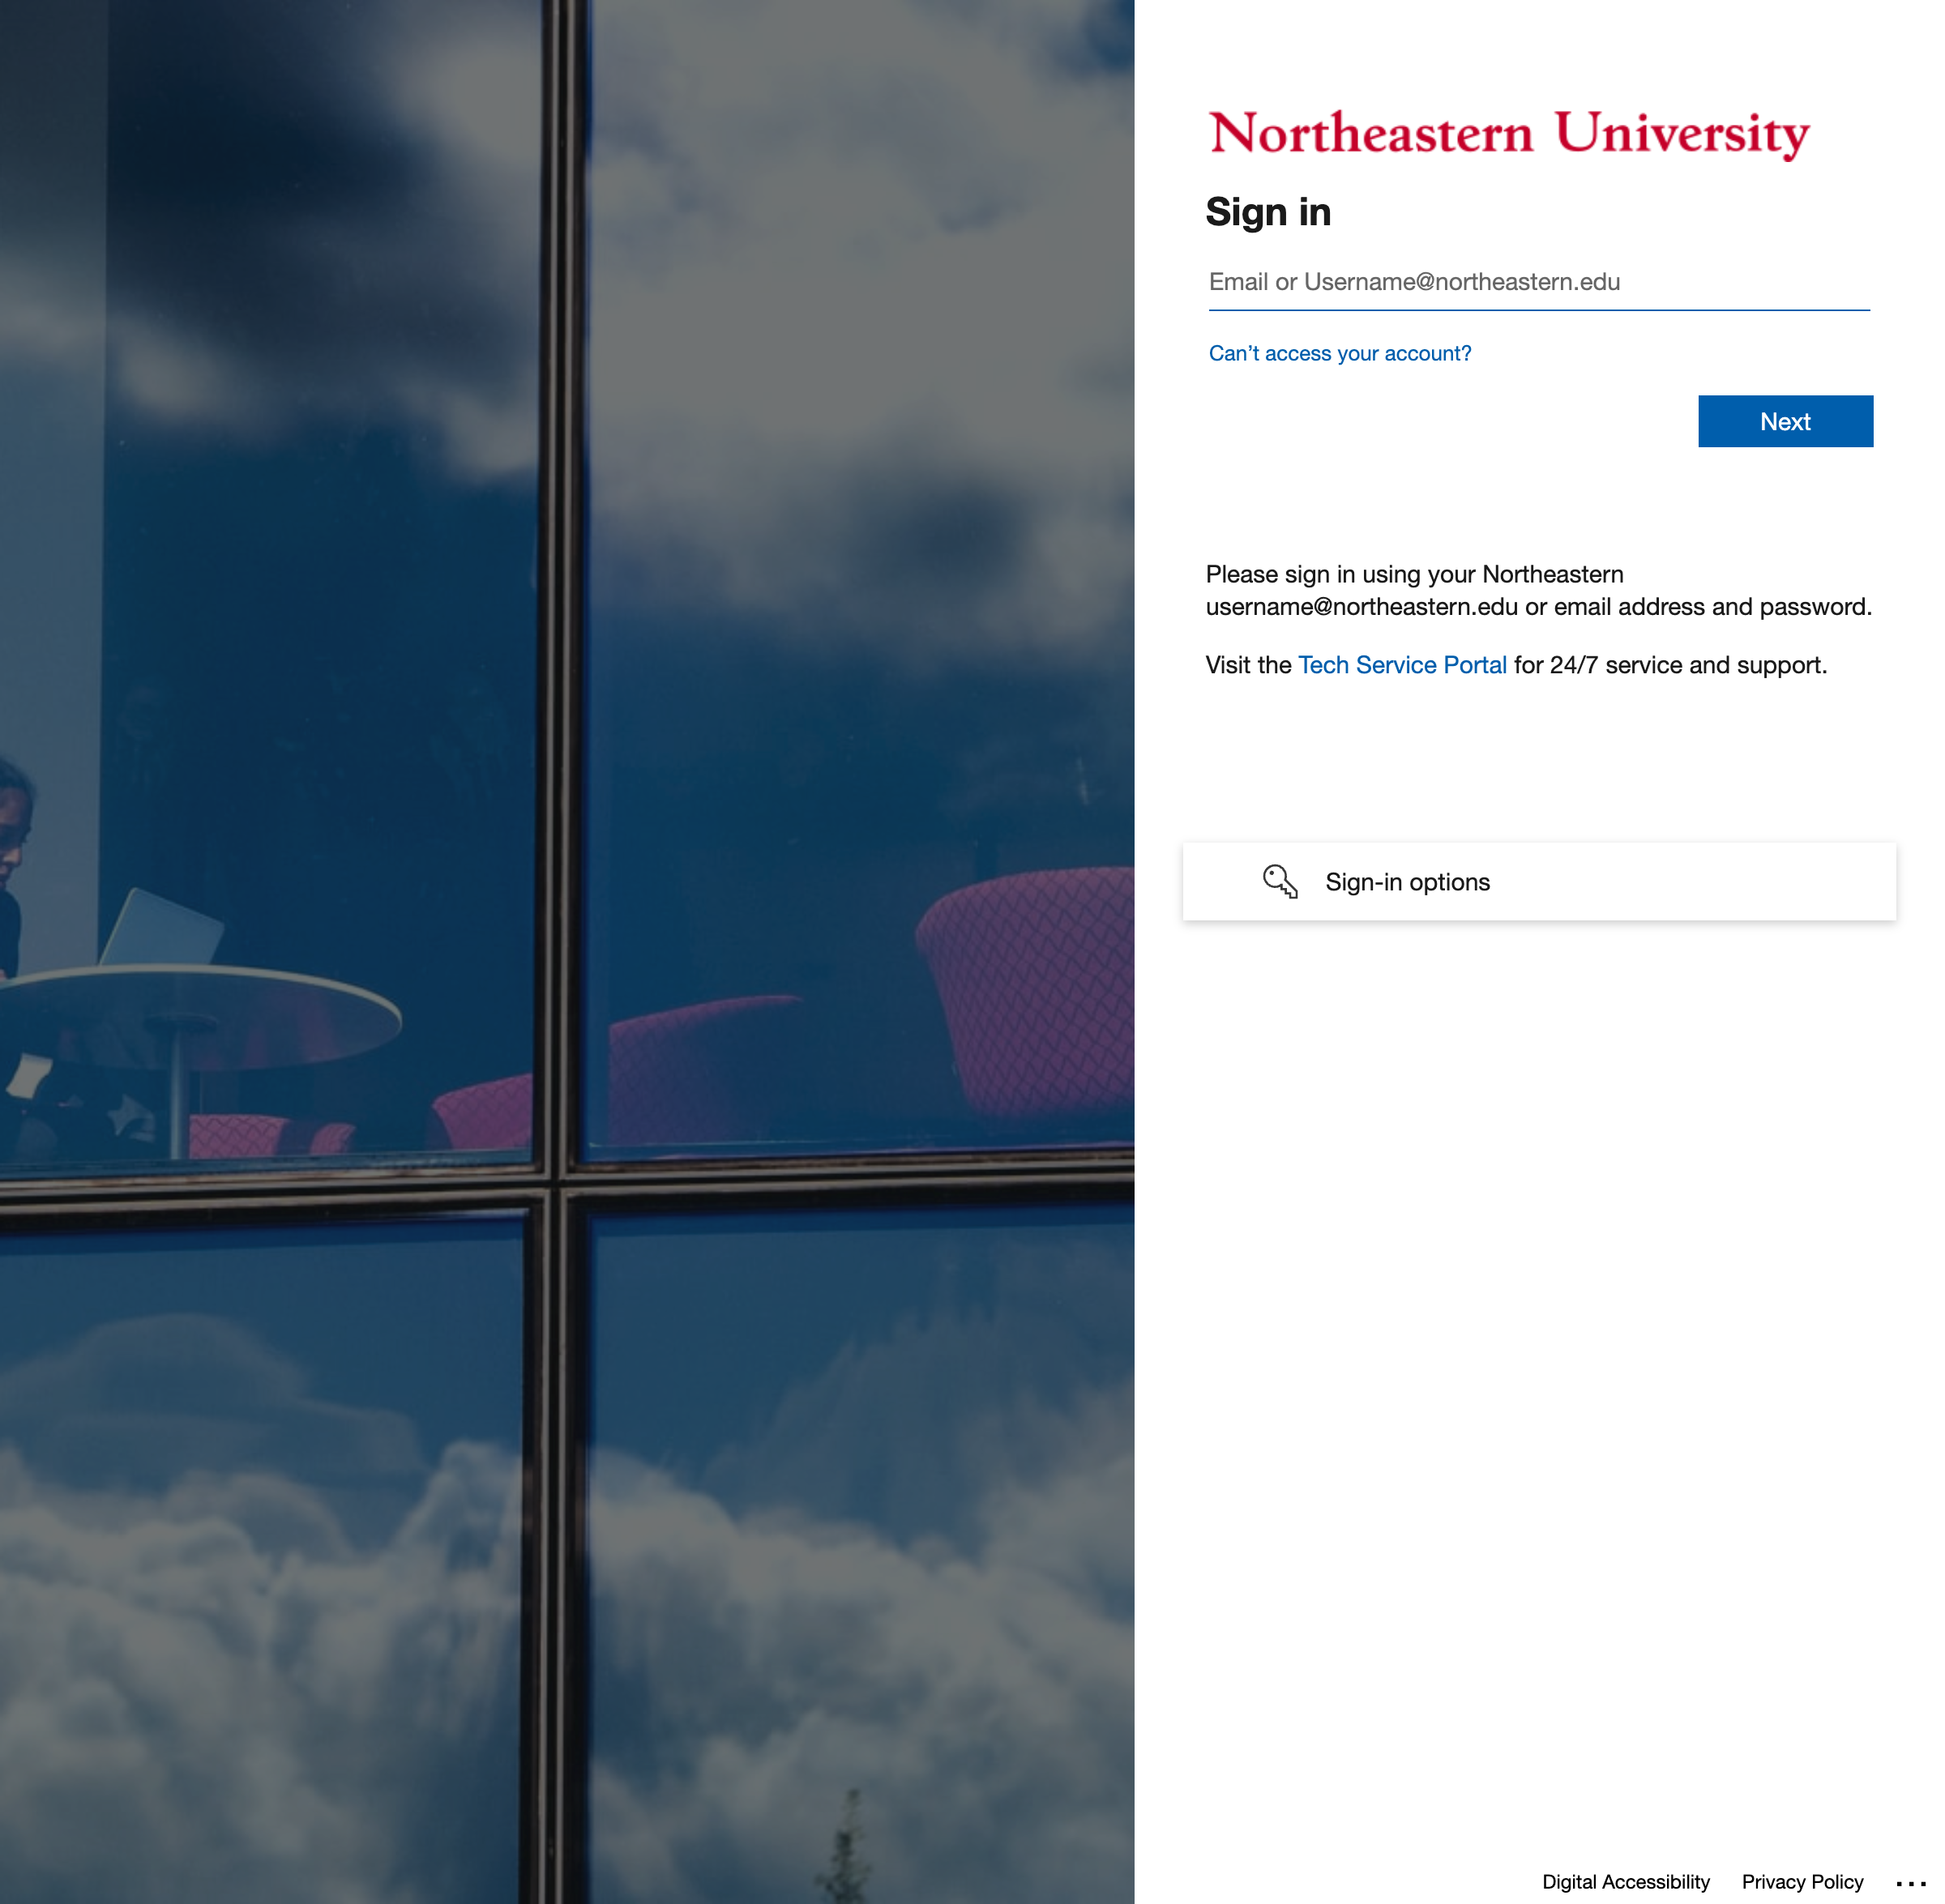 Northeastern University
Sign in
Email or Username@northeastern.edu
Can’t access your account?
Next
Please sign in using your Northeastern
username@northeastern.edu or email address and password.
Visit the Tech Service Portal for 24/7 service and support.
Sign-in options
Digital Accessibility Privacy Policy ...